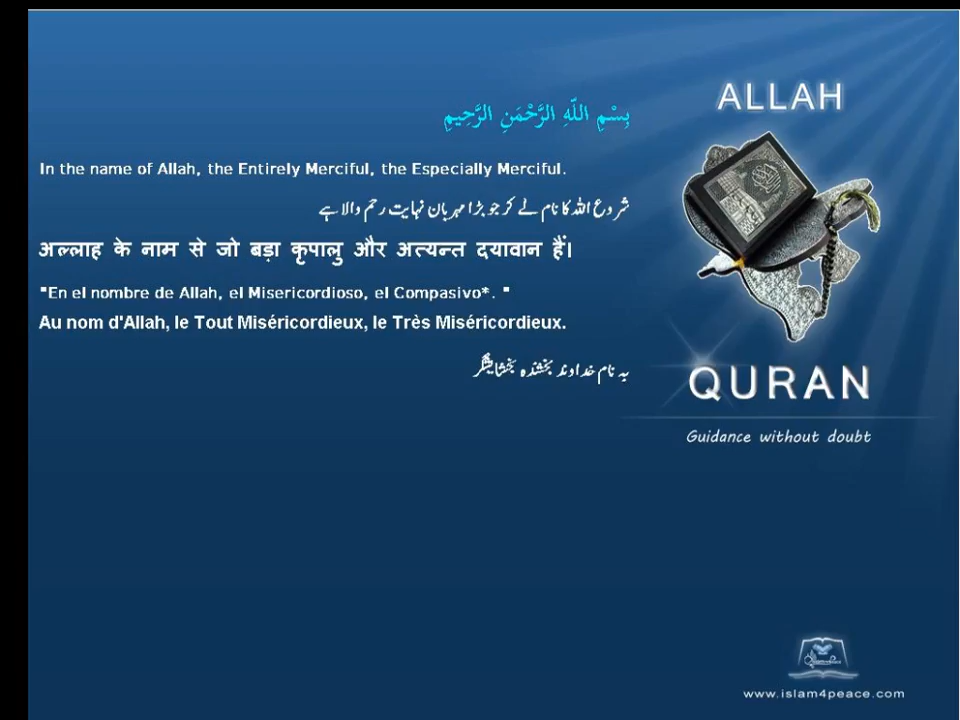 بِسْمِ اللَّهِ الرَّحْمَنِ الرَّحِيمِ
In the name of Allah, the Entirely Merciful, the Especially Merciful.
شروع اللہ کا نام لے کر جو بڑا مہربان نہایت رحم والا ہے
अल्लाह के नाम से जो बड़ा कृपालु और अत्यन्त दयावान हैं।
"En el nombre de Allah, el Misericordioso, el Compasivo*. "
Au nom d'Allah, le Tout Miséricordieux, le Très Miséricordieux.
به نام خداوند بخشنده بخشایشگر
ALLAH
QURAN
Guidance without doubt
www.islam4peace.com